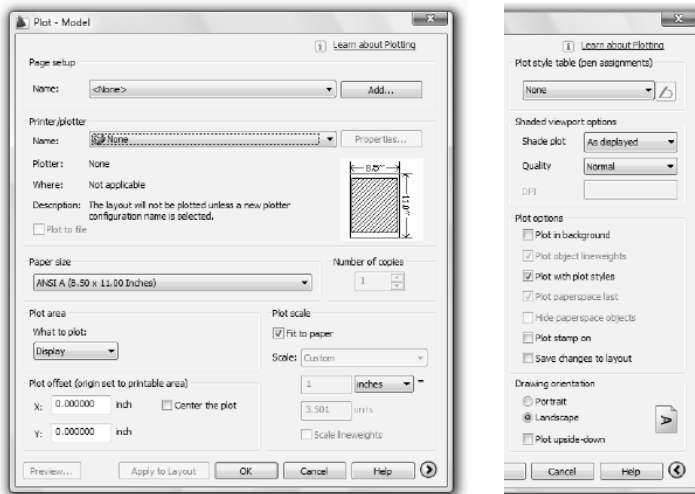 Plot - Model
Learn about Plotting
Page setup
Name: <None> Add...
Printer/plotter
Name: None Properties...
Plotter: None
Where: Not applicable
Description: The layout will not be plotted unless a new plotter
configuration name is selected.
Plot to file
8.5"
11.0"
Paper size
ANSI A (8.50 x 11.00 Inches)
Number of copies
1
Plot area
What to plot:
Display
Plot offset (origin set to printable area)
X: 0.000000 inch Center the plot
Y: 0.000000 inch
Plot scale
Fit to paper
Scale: Custom
1 inches =
3.501 units
Scale lineweights
Preview... Apply to Layout OK Cancel Help
Learn about Plotting
Plot style table (pen assignments)
None
Shaded viewport options
Shade plot As displayed
Quality Normal
DPI
Plot options
Plot in background
Plot object lineweights
Plot with plot styles
Plot paperspace last
Hide paperspace objects
Plot stamp on
Save changes to layout
Drawing orientation
Portrait
Landscape
A
Plot upside-down
Cancel Help